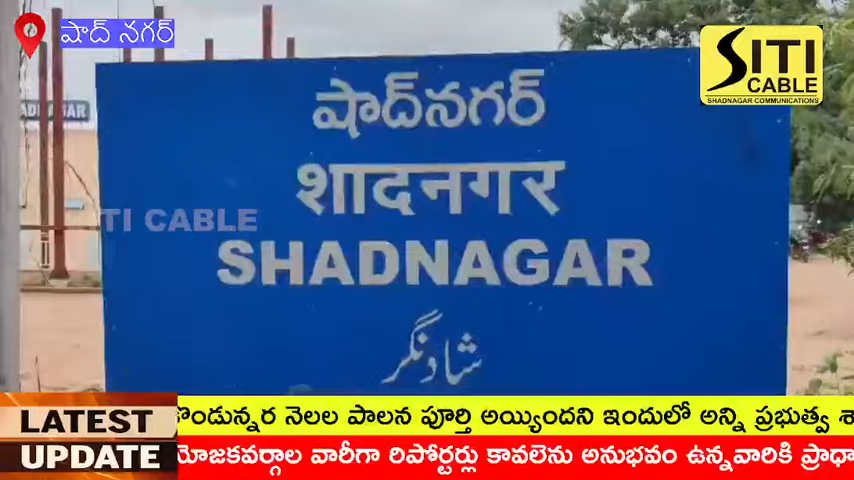 షాద్ నగర్
SITI
CABLE
SHADNAGAR COMMUNICATIONS
షాద్‌నగర్
शादनगर
TI CABLE
SHADNAGAR
شادنگر
LATEST
UPDATE
నెలల పాలన పూర్తి అయ్యిందని ఇందులో అన్ని ప్రభుత్వ
వారీగా రిపోర్టర్లు కావలెను అనుభవం ఉన్నవారికి